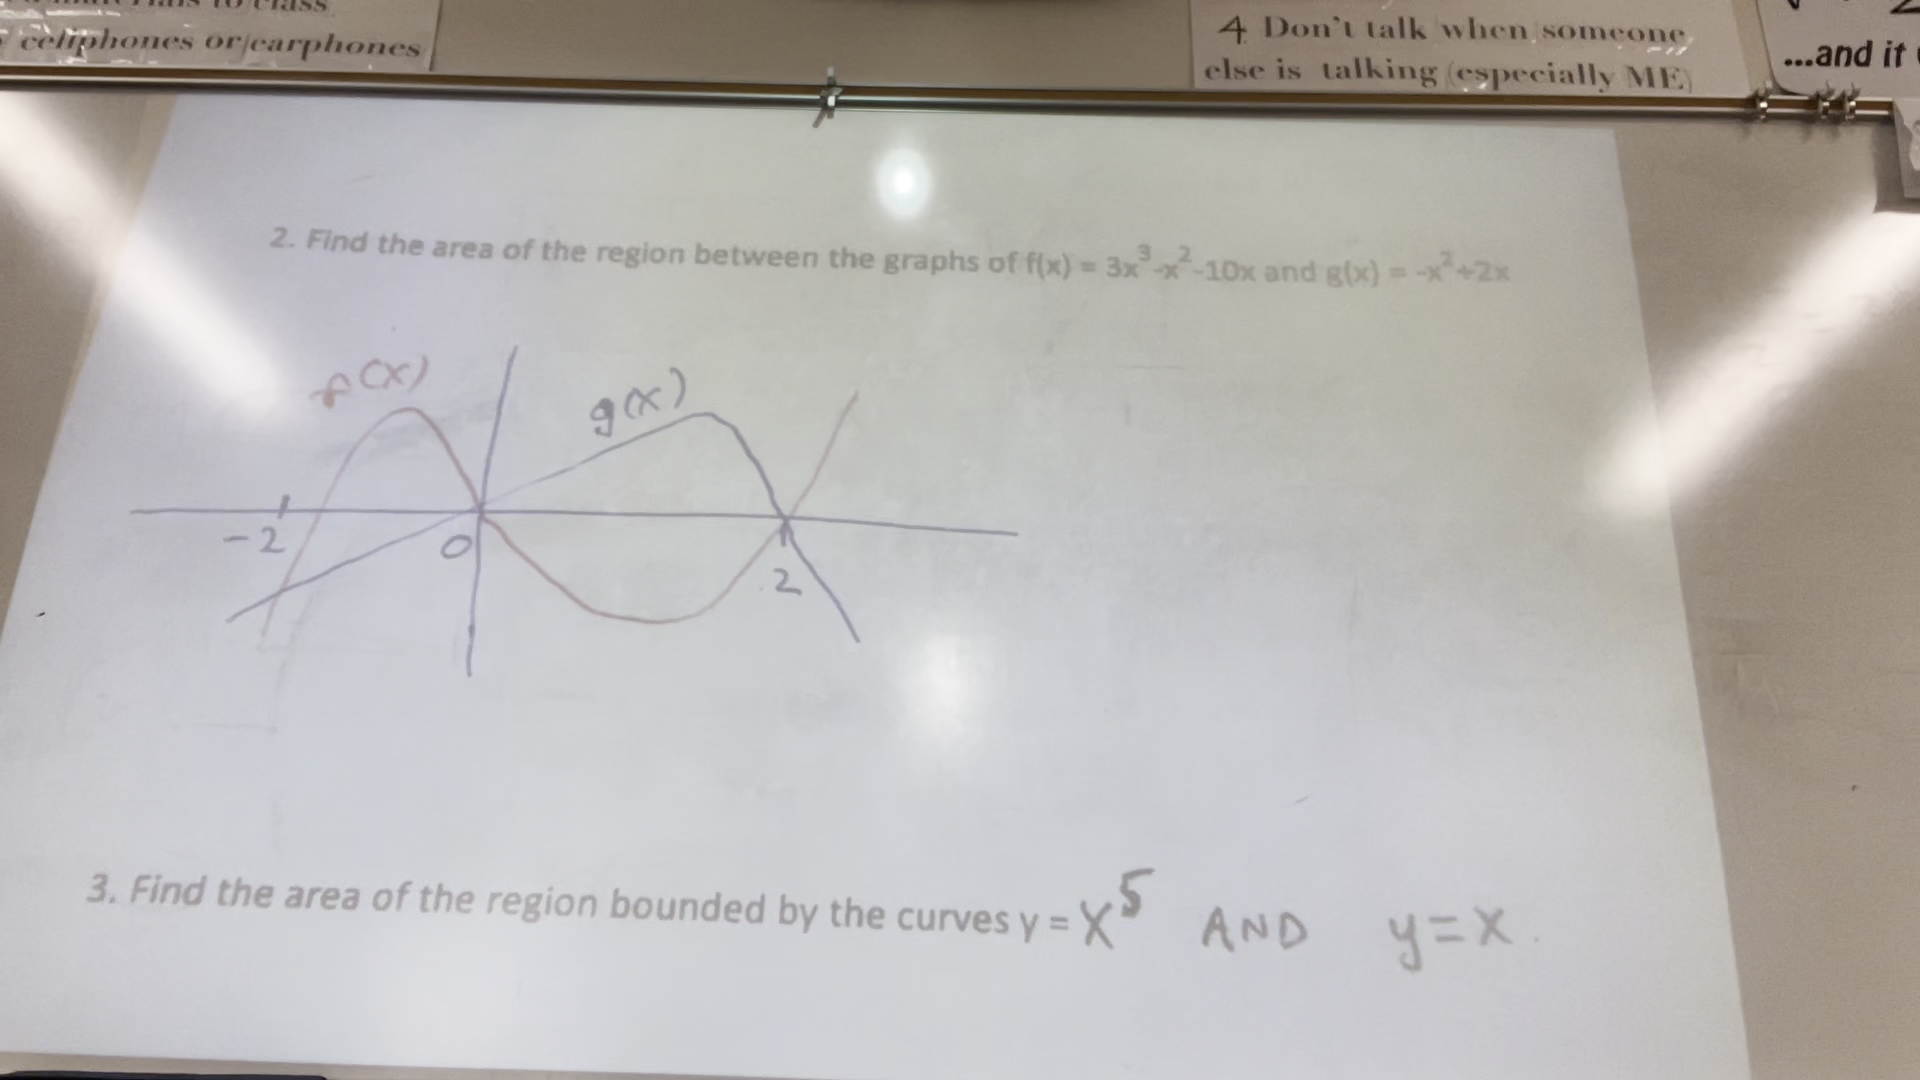 to class
cellphones or earphones
4 Don't talk when someone
else is talking (especially ME)
...and it
2. Find the area of the region between the graphs of f(x) = 3x³-x²-10x and g(x) = -x²+2x
f(x)
g(x)
-2
0
2
3. Find the area of the region bounded by the curves y = x⁵ AND y=x.